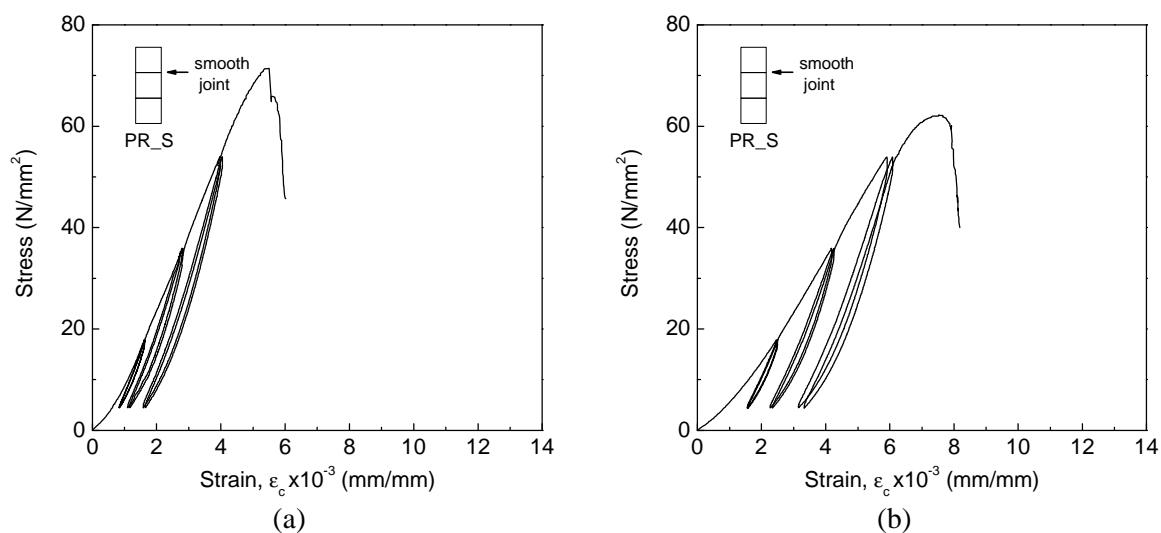 80
60
40
20
0
Stress (N/mm²)
smooth
joint
PR_S
0 2 4 6 8 10 12 14
Strain, ε_c x10⁻³ (mm/mm)
(a)
80
60
40
20
0
Stress (N/mm²)
smooth
joint
PR_S
0 2 4 6 8 10 12 14
Strain, ε_c x10⁻³ (mm/mm)
(b)